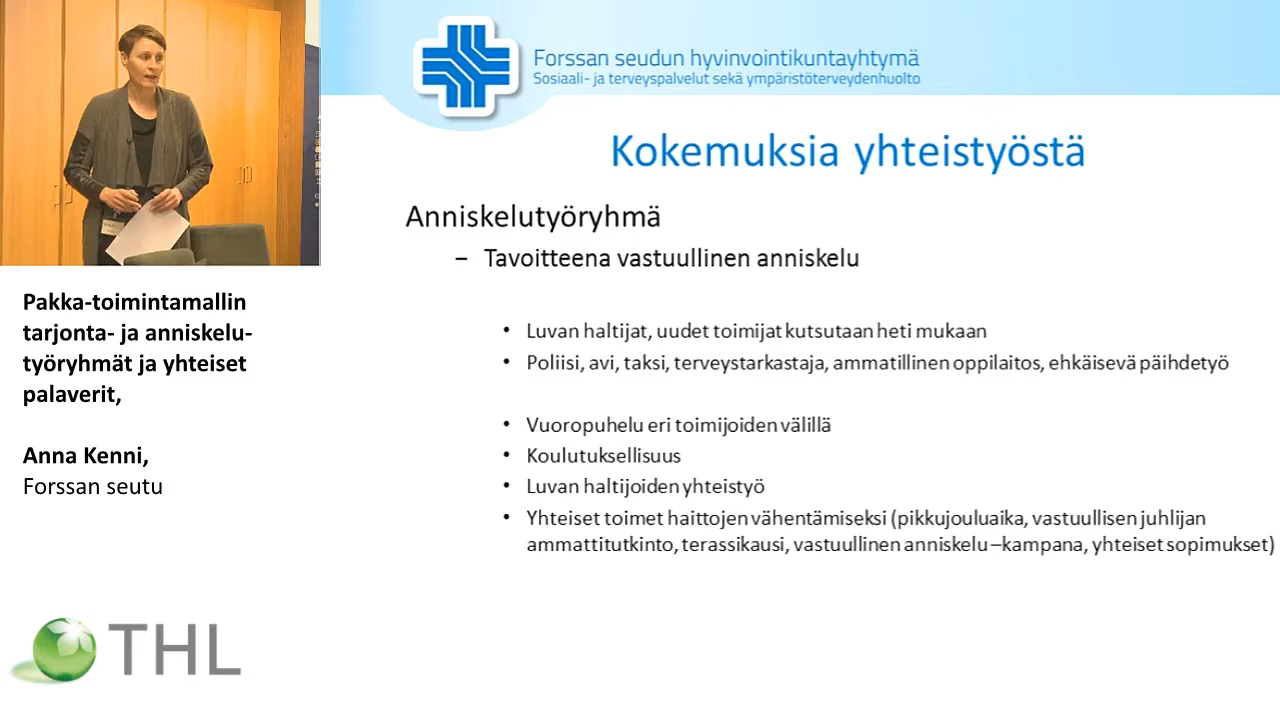 Forssan seudun hyvinvointikuntayhtymä
Sosiaali- ja terveyspalvelut sekä ympäristöterveydenhuolto
Kokemuksia yhteistyöstä
Anniskelutyöryhmä
– Tavoitteena vastuullinen anniskelu
• Luvan haltijat, uudet toimijat kutsutaan heti mukaan
• Poliisi, avi, taksi, terveystarkastaja, ammatillinen oppilaitos, ehkäisevä päihdetyö
• Vuoropuhelu eri toimijoiden välillä
• Koulutuksellisuus
• Luvan haltijoiden yhteistyö
• Yhteiset toimet haittojen vähentämiseksi (pikkujouluaika, vastuullisen juhlijan
ammattitutkinto, terassikausi, vastuullinen anniskelu –kampana, yhteiset sopimukset)
Pakka-toimintamallin
tarjonta- ja anniskelu-
työryhmät ja yhteiset
palaverit,
Anna Kenni,
Forssan seutu
THL